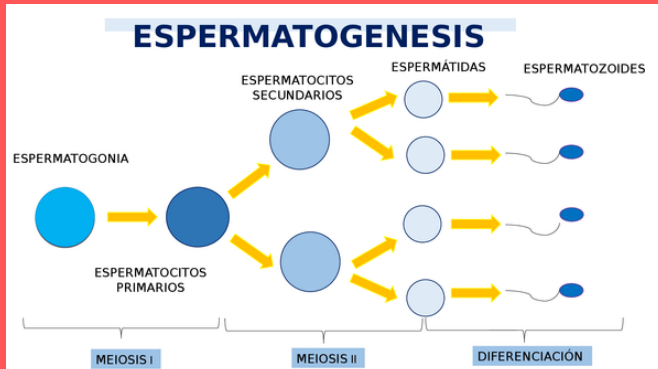 ESPERMATOGENESIS
ESPERMATOGONIA
ESPERMATOCITOS
PRIMARIOS
ESPERMATOCITOS
SECUNDARIOS
ESPERMÁTIDAS
ESPERMATOZOIDES
MEIOSIS I
MEIOSIS II
DIFERENCIACIÓN